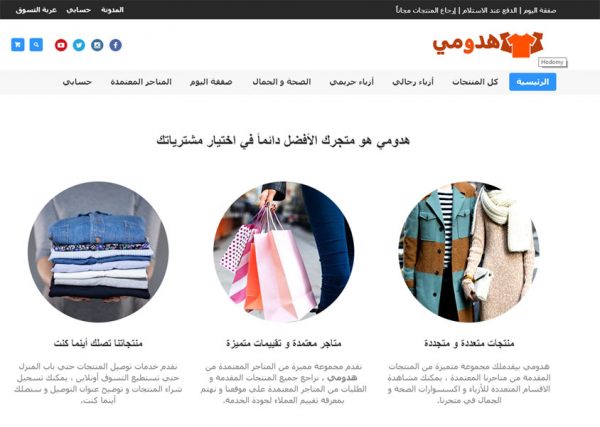 صفقة اليوم | الدفع عند الاستلام | إرجاع المنتجات مجاناً
المدونة حسابي عربة التسوق
هدومي
Hedomy
الرئيسية كل المنتجات أزياء رجالي أزياء حريمي الصحة و الجمال صفقة اليوم المتاجر المعتمدة حسابي
هدومي هو متجرك الأفضل دائماً في اختيار مشترياتك
منتجات متعددة و متجددة
هدومي بيقدملك مجموعة متميزة من المنتجات
المقدمة من متاجرنا المعتمدة ، يمكنك مشاهدة
الاقسام المتعددة للأزياء و اكسسوارات الصحة و
الجمال في متجرنا.
متاجر معتمدة و تقييمات متميزة
نقدم مجموعة مميزة من المتاجر المعتمدة من
هدومي ، نراجع جميع المنتجات المقدمة و
الطلبات من المتاجر المعتمدة علي موقعنا و نهتم
بمعرفة تقييم العملاء لجودة الخدمة.
منتجاتنا تصلك أينما كنت
نقدم خدمات توصيل المنتجات حتى باب المنزل
حتى تستطيع التسوق أونلاين ، يمكنك تسجيل
شراء المنتجات و توضيح عنوان التوصيل و ستصلك
أينما كنت.